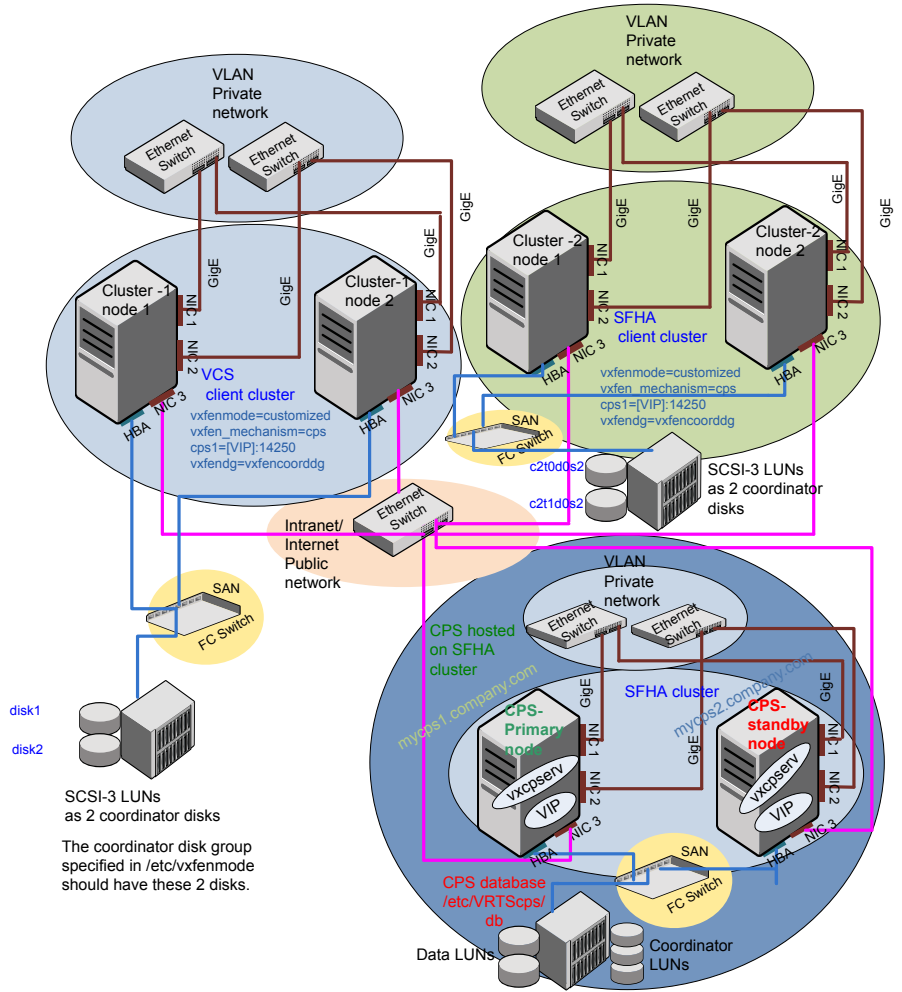 VLAN
Private
network
Ethernet
Switch
Ethernet
Switch
GigE
GigE
GigE
GigE
Cluster -1
node 1
NIC 1
NIC 2
HBA
NIC 3
Cluster-1
node 2
NIC 1
NIC 2
HBA
NIC 3
VCS
client cluster
vxfenmode=customized
vxfen_mechanism=cps
cps1=[VIP]:14250
vxfendg=vxfencoorddg
VLAN
Private
network
Ethernet
Switch
Ethernet
Switch
GigE
GigE
GigE
GigE
Cluster -2
node 1
NIC 1
NIC 2
HBA
NIC 3
Cluster-2
node 2
NIC 1
NIC 2
HBA
NIC 3
SFHA
client cluster
vxfenmode=customized
vxfen_mechanism=cps
cps1=[VIP]:14250
vxfendg=vxfencoorddg
SAN
FC Switch
c2t0d0s2
c2t1d0s2
SCSI-3 LUNs
as 2 coordinator
disks
Intranet/
Internet
Public
network
Ethernet
Switch
SAN
FC Switch
disk1
disk2
SCSI-3 LUNs
as 2 coordinator disks
The coordinator disk group
specified in /etc/vxfenmode
should have these 2 disks.
VLAN
Private
network
Ethernet
Switch
Ethernet
Switch
CPS hosted
on SFHA
cluster
SFHA cluster
mycps1.company.com
mycps2.company.com
GigE
GigE
GigE
CPS-
Primary
node
vxcpserv
VIP
NIC 1
NIC 2
HBA
NIC 3
CPS-
standby
node
vxcpserv
VIP
NIC 1
NIC 2
HBA
NIC 3
SAN
FC Switch
CPS database
/etc/VRTScps/
db
Data LUNs
Coordinator
LUNs